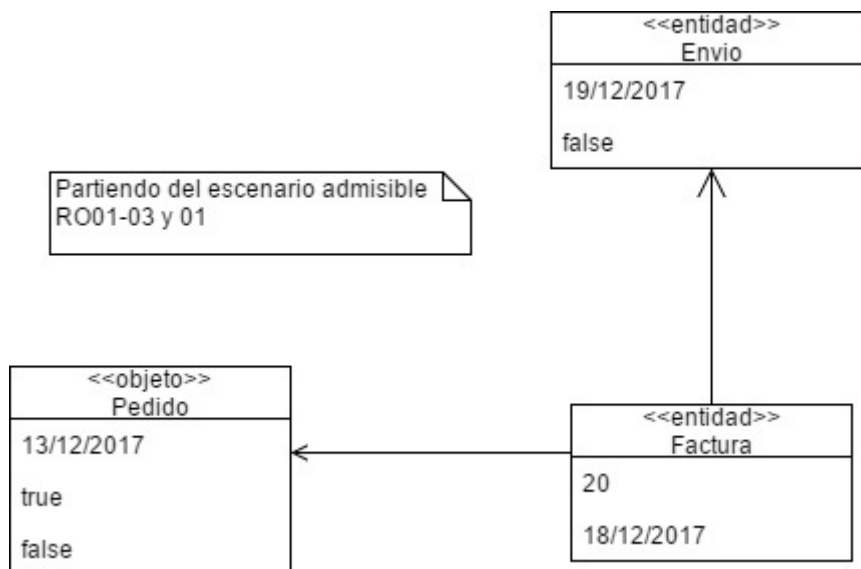 <<entidad>>
Envio
19/12/2017
false
Partiendo del escenario admisible
RO01-03 y 01
<<objeto>>
Pedido
13/12/2017
true
false
<<entidad>>
Factura
20
18/12/2017